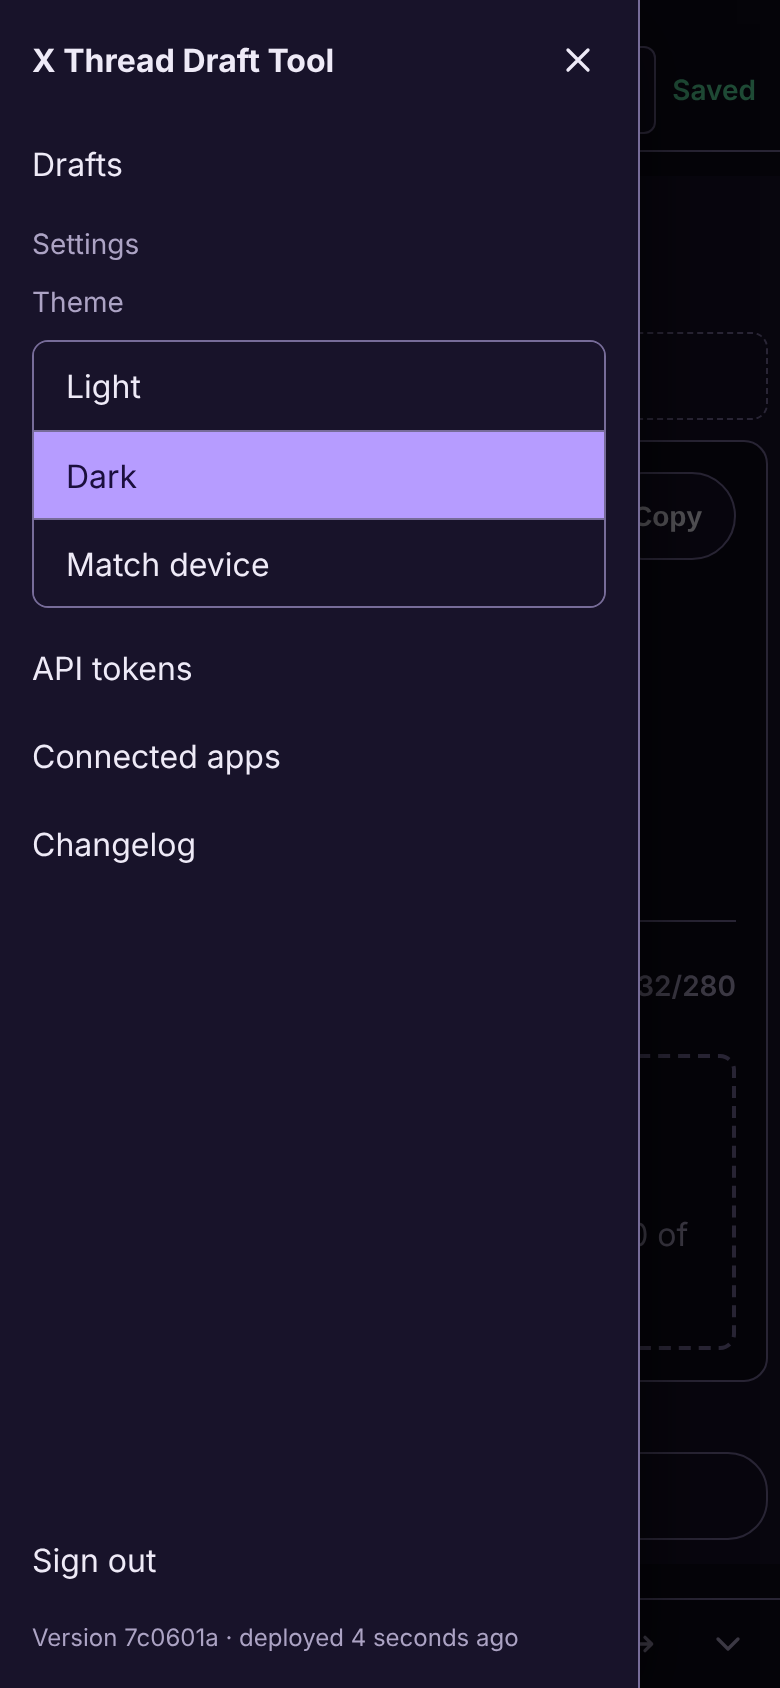 X Thread Draft Tool
Saved
Drafts
Settings
Theme
Light
Dark
Copy
Match device
API tokens
Connected apps
Changelog
32/280
of
Sign out
Version 7c0601a · deployed 4 seconds ago